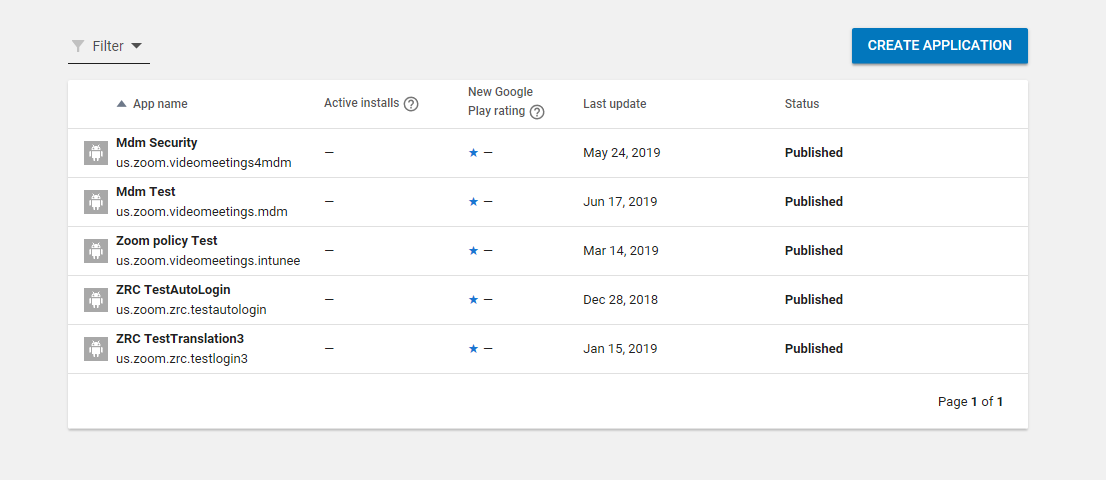 Filter
CREATE APPLICATION
App name Active installs New Google Play rating Last update Status
Mdm Security
us.zoom.videomeetings4mdm — — May 24, 2019 Published
Mdm Test
us.zoom.videomeetings.mdm — — Jun 17, 2019 Published
Zoom policy Test
us.zoom.videomeetings.intunee — — Mar 14, 2019 Published
ZRC TestAutoLogin
us.zoom.zrc.testautologin — — Dec 28, 2018 Published
ZRC TestTranslation3
us.zoom.zrc.testlogin3 — — Jan 15, 2019 Published
Page 1 of 1